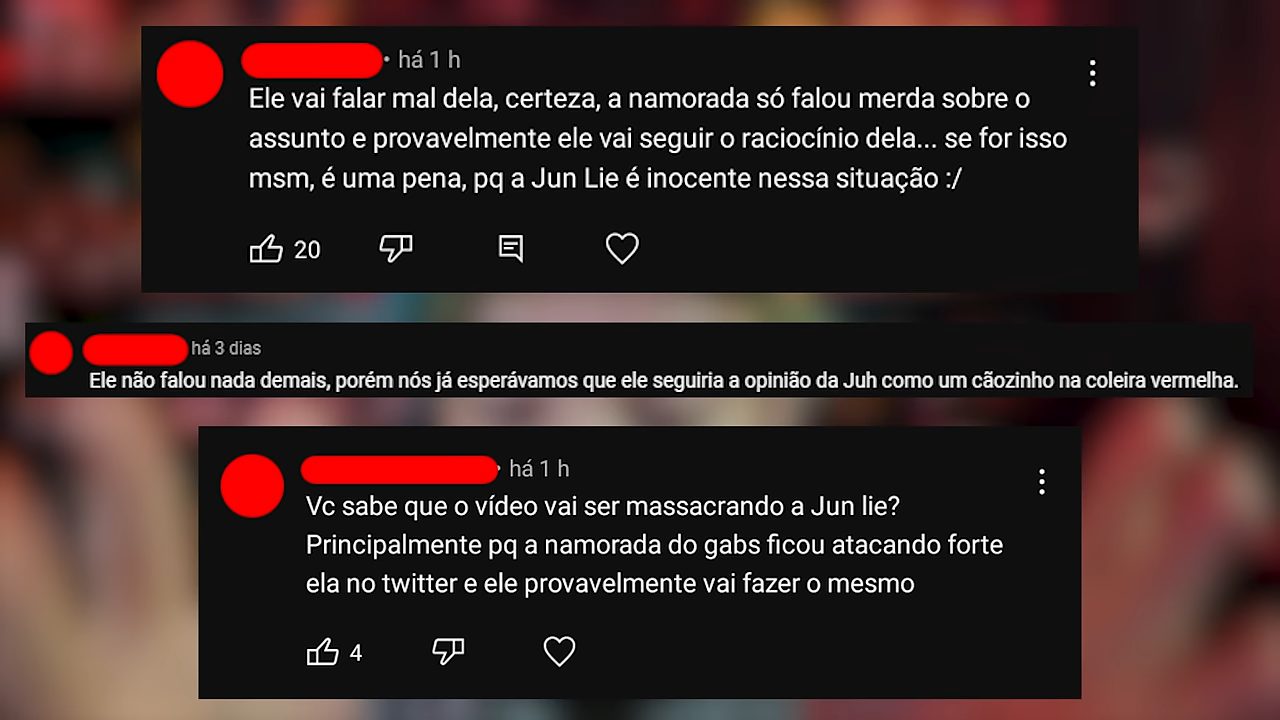 • há 1 h
Ele vai falar mal dela, certeza, a namorada só falou merda sobre o
assunto e provavelmente ele vai seguir o raciocínio dela... se for isso
msm, é uma pena, pq a Jun Lie é inocente nessa situação :/
20
há 3 dias
Ele não falou nada demais, porém nós já esperávamos que ele seguiria a opinião da Juh como um cãozinho na coleira vermelha.
• há 1 h
Vc sabe que o vídeo vai ser massacrando a Jun lie?
Principalmente pq a namorada do gabs ficou atacando forte
ela no twitter e ele provavelmente vai fazer o mesmo
4